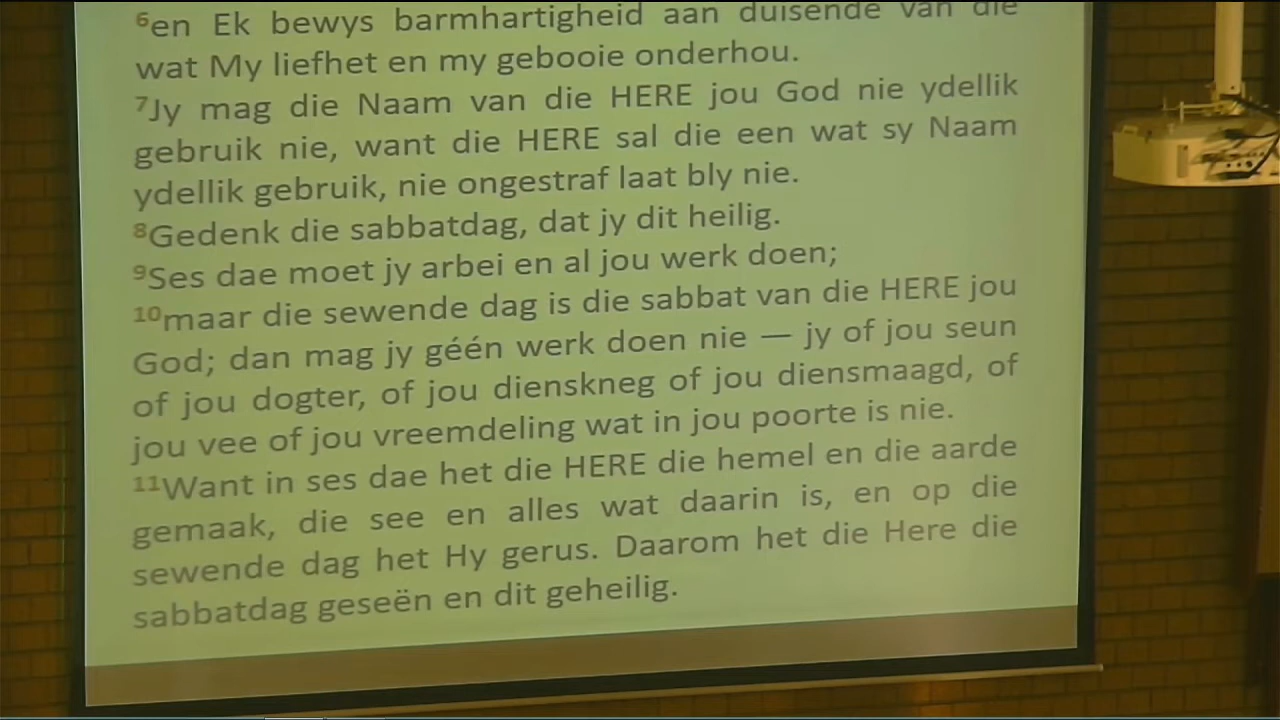 ⁶en Ek bewys barmhartigheid aan duisende van die
wat My liefhet en my gebooie onderhou.
⁷Jy mag die Naam van die HERE jou God nie ydellik
gebruik nie, want die HERE sal die een wat sy Naam
ydellik gebruik, nie ongestraf laat bly nie.
⁸Gedenk die sabbatdag, dat jy dit heilig.
⁹Ses dae moet jy arbei en al jou werk doen;
¹⁰maar die sewende dag is die sabbat van die HERE jou
God; dan mag jy géén werk doen nie — jy of jou seun
of jou dogter, of jou dienskneg of jou diensmaagd, of
jou vee of jou vreemdeling wat in jou poorte is nie.
¹¹Want in ses dae het die HERE die hemel en die aarde
gemaak, die see en alles wat daarin is, en op die
sewende dag het Hy gerus. Daarom het die Here die
sabbatdag geseën en dit geheilig.